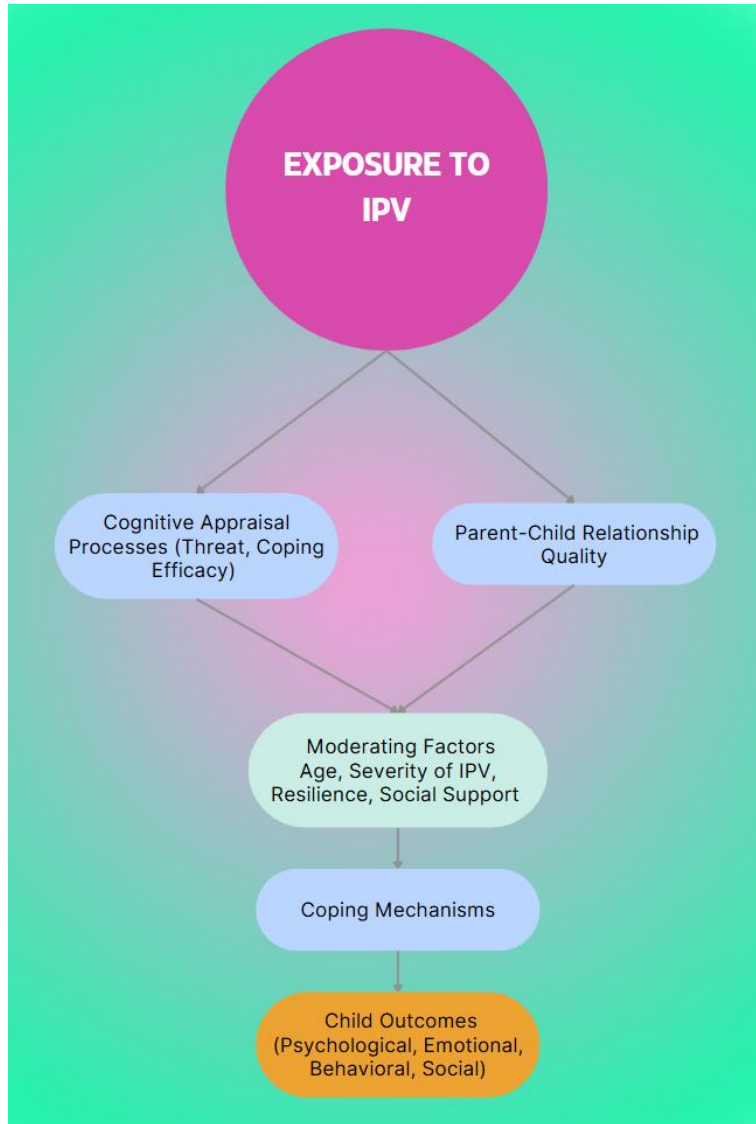 EXPOSURE TO
IPV
Cognitive Appraisal
Processes (Threat, Coping
Efficacy)
Parent-Child Relationship
Quality
Moderating Factors
Age, Severity of IPV,
Resilience, Social Support
Coping Mechanisms
Child Outcomes
(Psychological, Emotional,
Behavioral, Social)